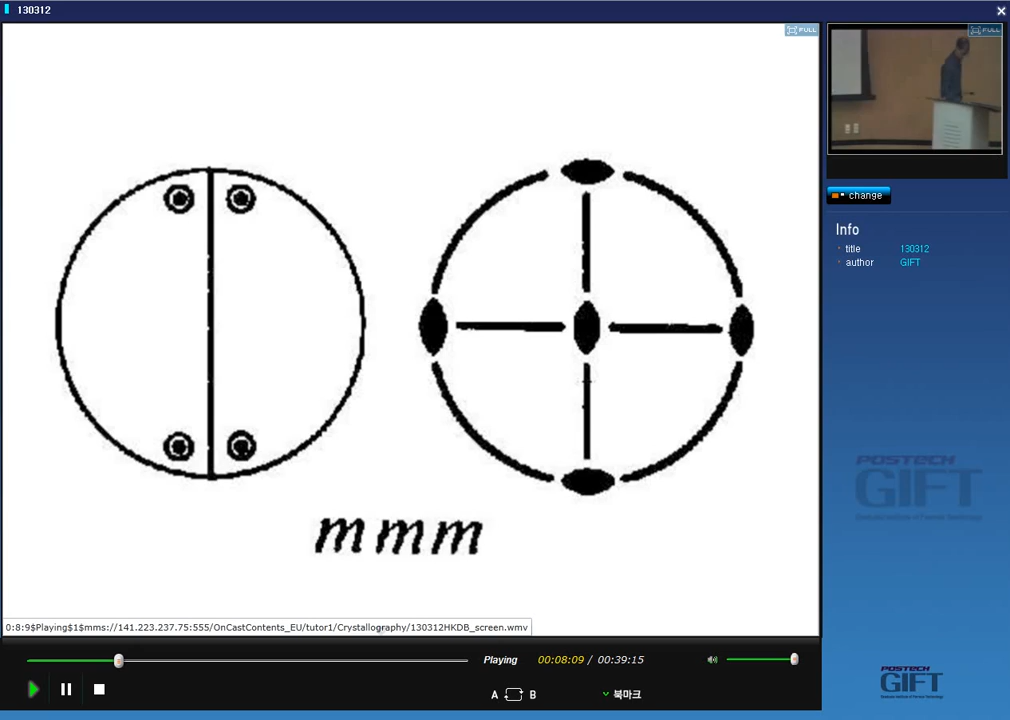 130312
FULL
FULL
change
Info
title 130312
author GIFT
POSTECH
GIFT
mmm
0:8:9$Playing$1$mms://141.223.237.75:555/OnCastContents_EU/tutor1/Crystallography/130312HKDB_screen.wmv
Playing 00:08:09 / 00:39:15
A B 북마크
POSTECH
GIFT